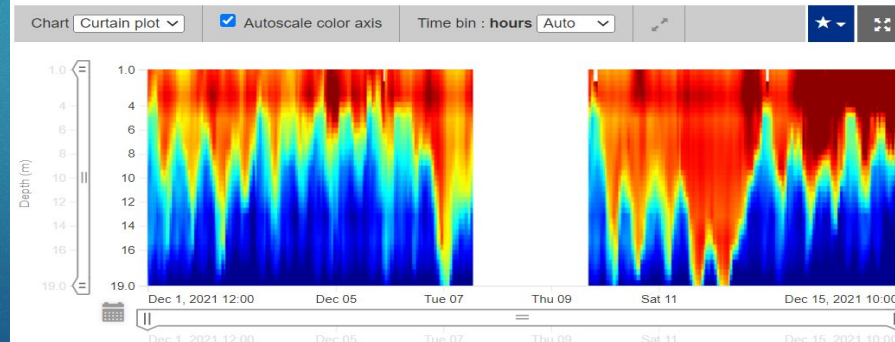 Chart Curtain plot Autoscale color axis Time bin : hours Auto
1.0 1.0
4 4
6 6
8 8
10 10
12 12
14 14
16 16
19.0 19.0
Depth (m)
Dec 1, 2021 12:00 Dec 05 Tue 07 Thu 09 Sat 11 Dec 15, 2021 10:00
Dec 1, 2021 12:00 Dec 05 Tue 07 Thu 09 Sat 11 Dec 15, 2021 10:00